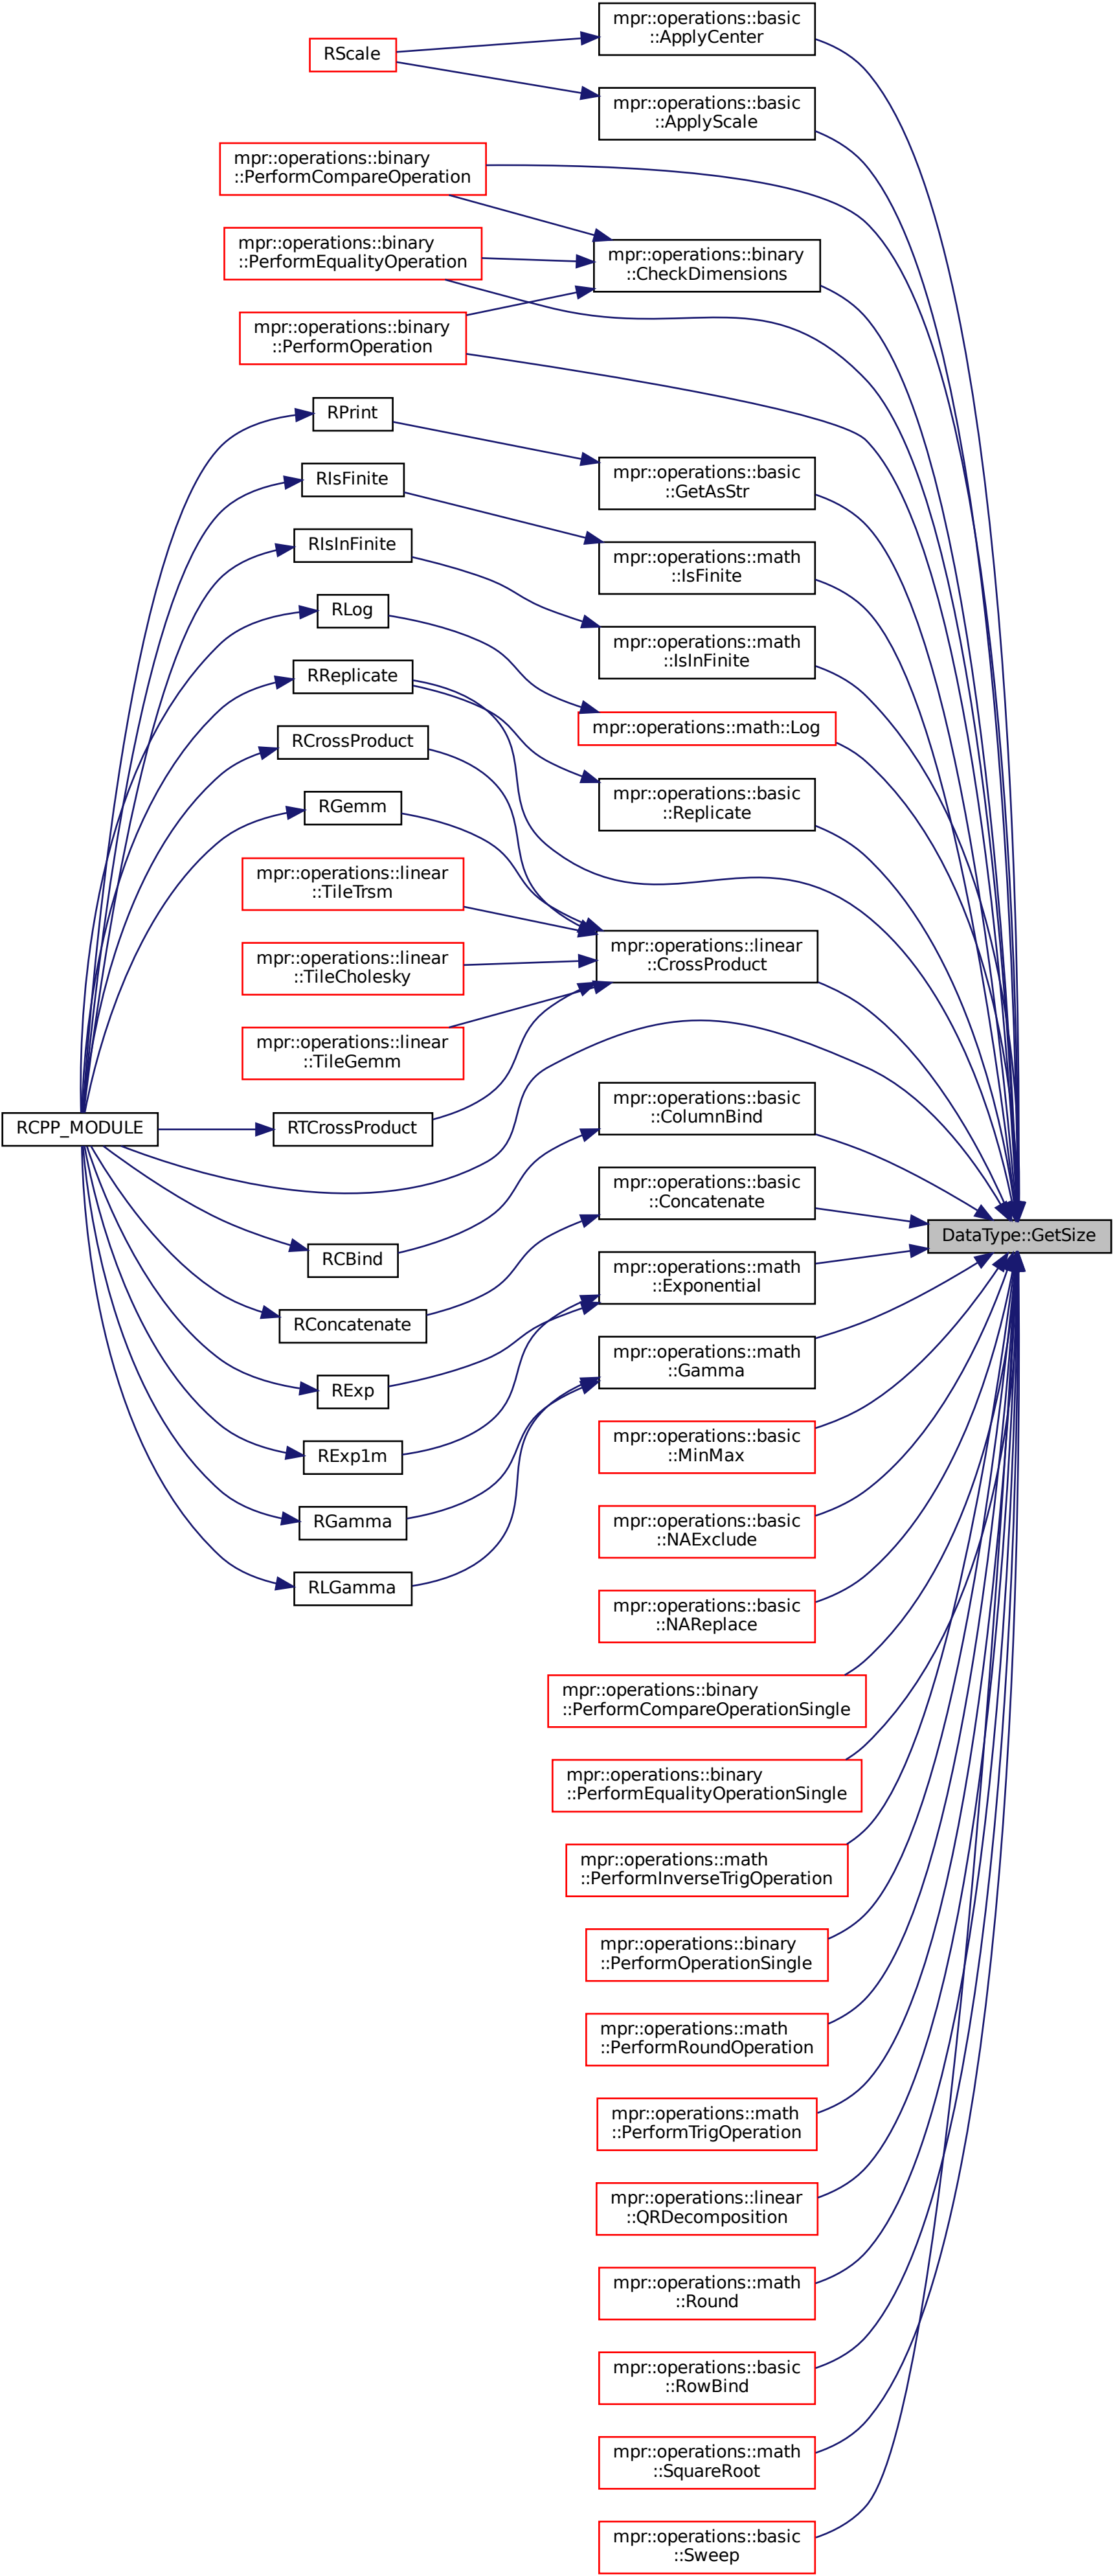 mpr::operations::basic
::ApplyCenter
RScale
mpr::operations::basic
::ApplyScale
mpr::operations::binary
::PerformCompareOperation
mpr::operations::binary
::PerformEqualityOperation
mpr::operations::binary
::CheckDimensions
mpr::operations::binary
::PerformOperation
RPrint
mpr::operations::basic
::GetAsStr
RIsFinite
mpr::operations::math
::IsFinite
RIsInFinite
mpr::operations::math
::IsInFinite
RLog
mpr::operations::math::Log
RReplicate
mpr::operations::basic
::Replicate
RCrossProduct
RGemm
mpr::operations::linear
::TileTrsm
mpr::operations::linear
::CrossProduct
mpr::operations::linear
::TileCholesky
mpr::operations::linear
::TileGemm
RCPP_MODULE
RTCrossProduct
mpr::operations::basic
::ColumnBind
mpr::operations::basic
::Concatenate
DataType::GetSize
RCBind
mpr::operations::math
::Exponential
RConcatenate
mpr::operations::math
::Gamma
RExp
mpr::operations::basic
::MinMax
RExp1m
RGamma
mpr::operations::basic
::NAExclude
RLGamma
mpr::operations::basic
::NAReplace
mpr::operations::binary
::PerformCompareOperationSingle
mpr::operations::binary
::PerformEqualityOperationSingle
mpr::operations::math
::PerformInverseTrigOperation
mpr::operations::binary
::PerformOperationSingle
mpr::operations::math
::PerformRoundOperation
mpr::operations::math
::PerformTrigOperation
mpr::operations::linear
::QRDecomposition
mpr::operations::math
::Round
mpr::operations::basic
::RowBind
mpr::operations::math
::SquareRoot
mpr::operations::basic
::Sweep